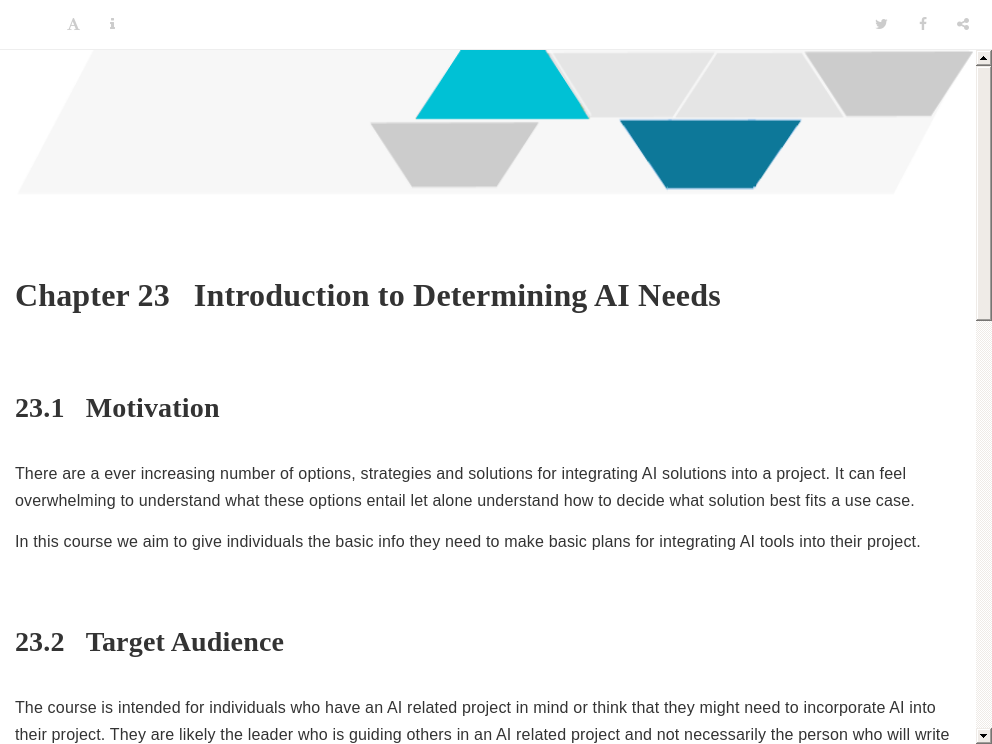 Chapter 23 Introduction to Determining AI Needs
23.1 Motivation
There are a ever increasing number of options, strategies and solutions for integrating AI solutions into a project. It can feel
overwhelming to understand what these options entail let alone understand how to decide what solution best fits a use case.
In this course we aim to give individuals the basic info they need to make basic plans for integrating AI tools into their project.
23.2 Target Audience
The course is intended for individuals who have an AI related project in mind or think that they might need to incorporate AI into
their project. They are likely the leader who is guiding others in an AI related project and not necessarily the person who will write